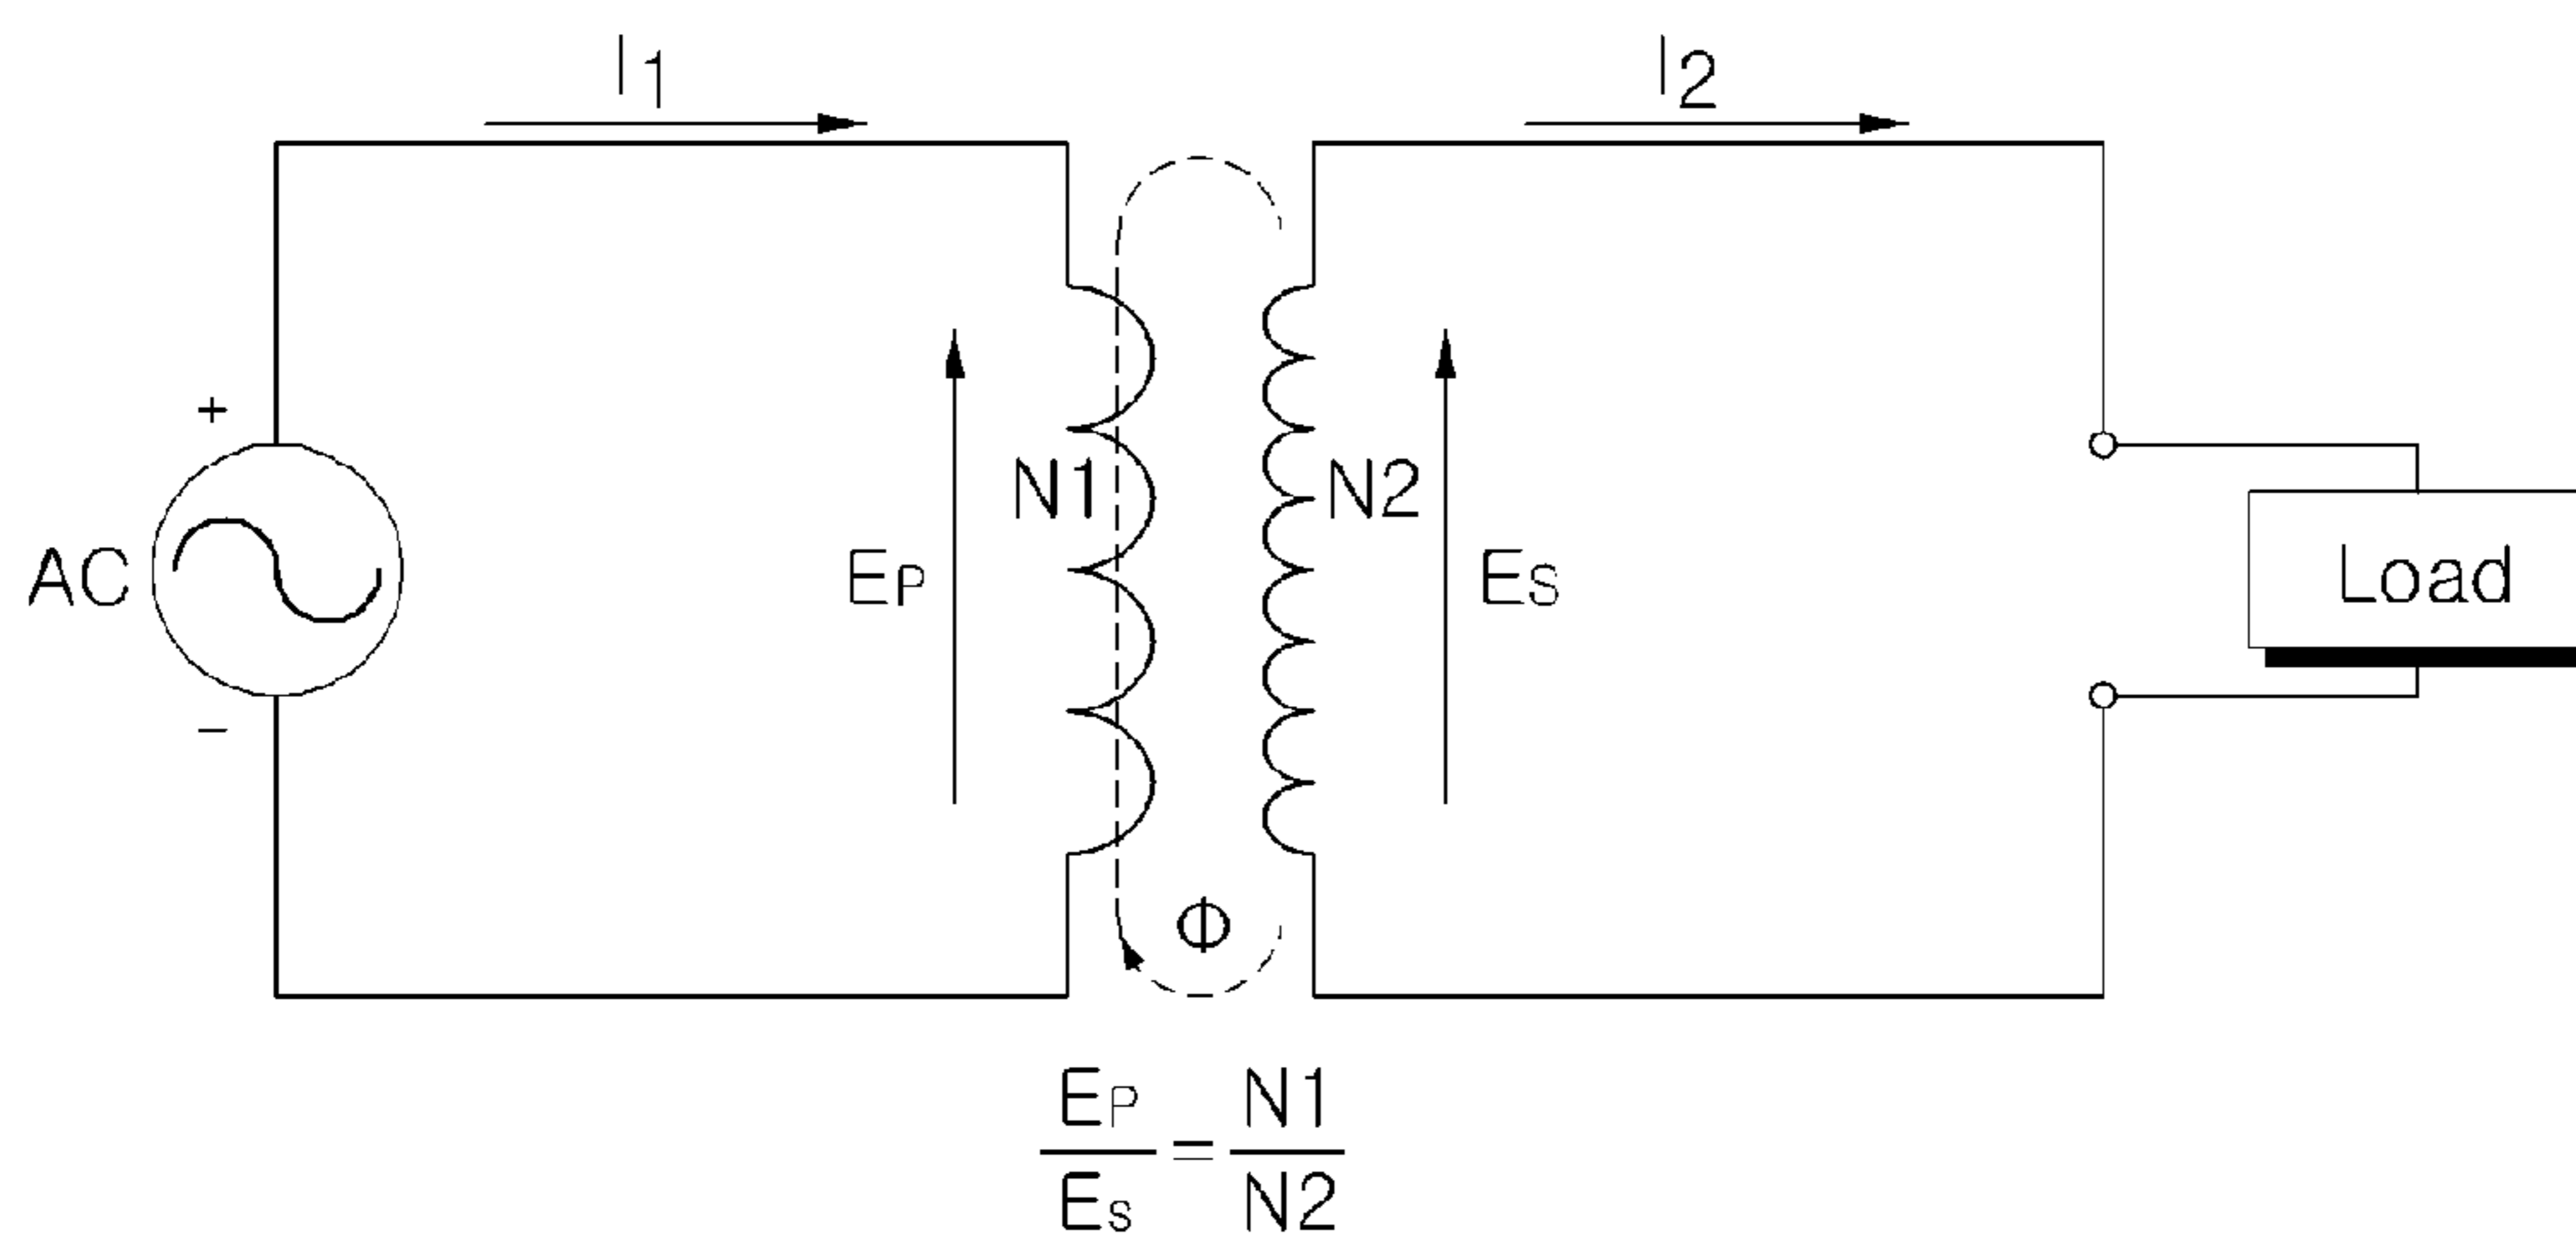 I1
I2
+
AC
−
EP
N1
N2
ES
Load
Φ
EP/ES = N1/N2